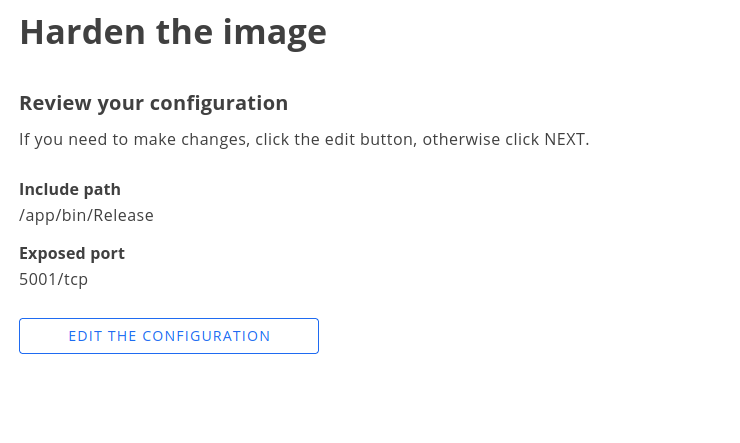 Harden the image
Review your configuration
If you need to make changes, click the edit button, otherwise click NEXT.
Include path
/app/bin/Release
Exposed port
5001/tcp
EDIT THE CONFIGURATION